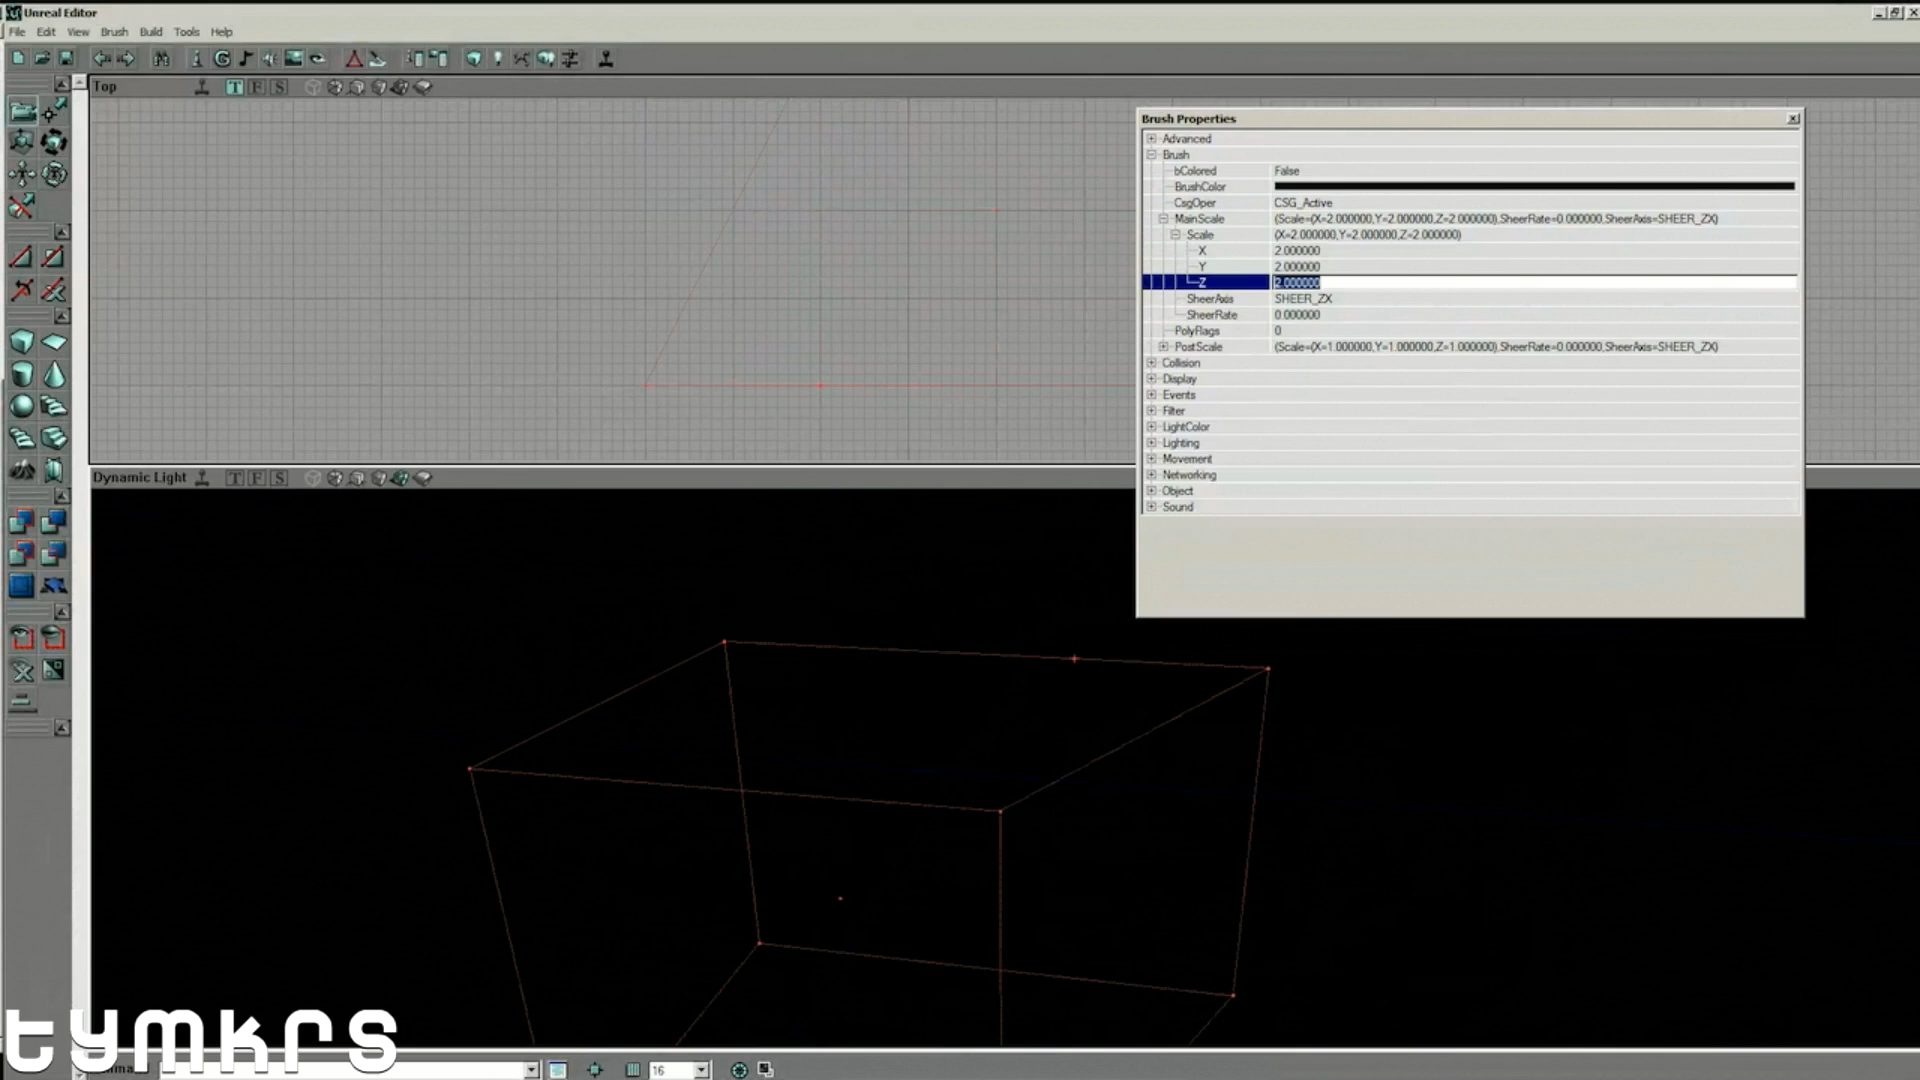 Unreal Editor
File Edit View Brush Build Tools Help
Top T F S
Brush Properties
Advanced
Brush
bColored False
BrushColor
CsgOper CSG_Active
MainScale (Scale=(X=2.000000,Y=2.000000,Z=2.000000),SheerRate=0.000000,SheerAxis=SHEER_ZX)
Scale (X=2.000000,Y=2.000000,Z=2.000000)
X 2.000000
Y 2.000000
Z 2.000000
SheerAxis SHEER_ZX
SheerRate 0.000000
PolyFlags 0
PostScale (Scale=(X=1.000000,Y=1.000000,Z=1.000000),SheerRate=0.000000,SheerAxis=SHEER_ZX)
Collision
Display
Events
Filter
LightColor
Lighting
Movement
Networking
Object
Sound
Dynamic Light T F S
tymkrs
16